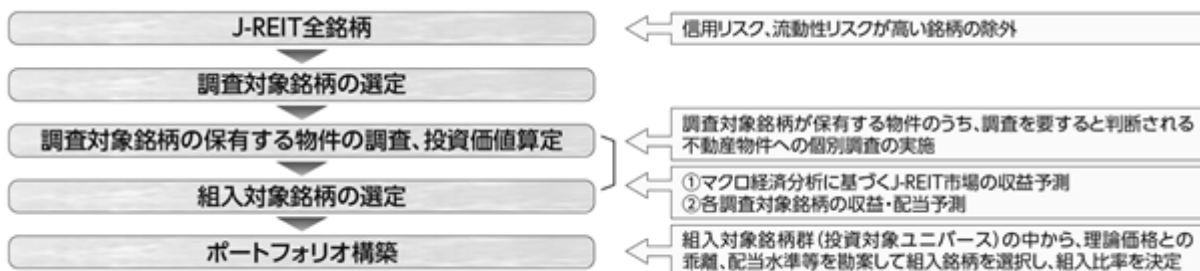 J-REIT全銘柄
信用リスク、流動性リスクが高い銘柄の除外
調査対象銘柄の選定
調査対象銘柄の保有する物件の調査、投資価値算定
調査対象銘柄が保有する物件のうち、調査を要すると判断される
不動産物件への個別調査の実施
組入対象銘柄の選定
①マクロ経済分析に基づくJ-REIT市場の収益予測
②各調査対象銘柄の収益・配当予測
ポートフォリオ構築
組入対象銘柄群(投資対象ユニバース)の中から、理論価格との
乖離、配当水準等を勘案して組入銘柄を選択し、組入比率を決定